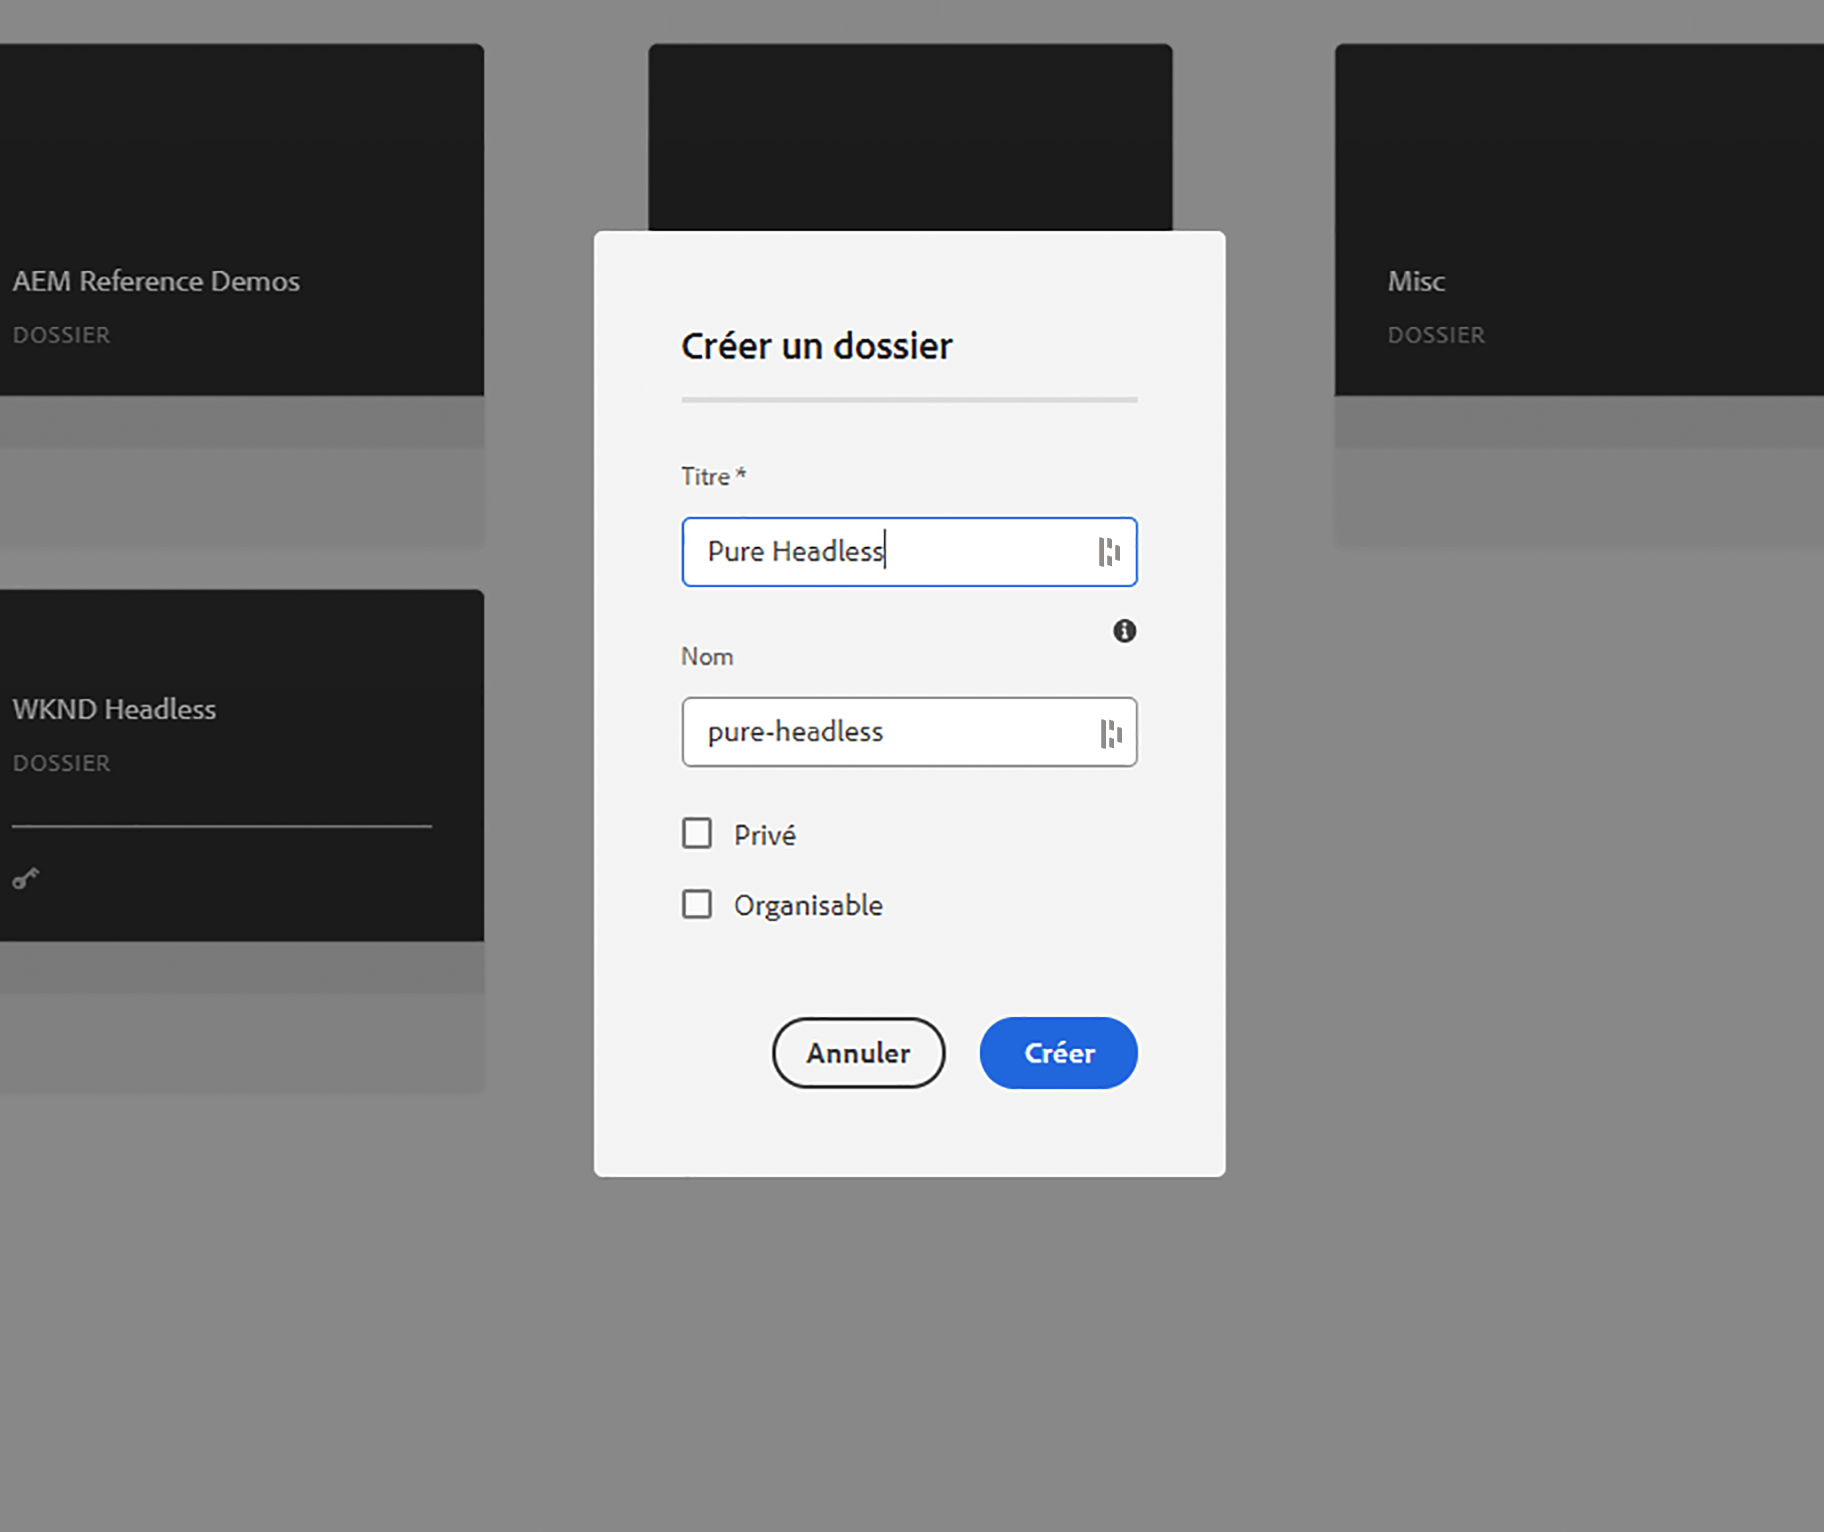 AEM Reference Demos
DOSSIER
Misc
DOSSIER
WKND Headless
DOSSIER
Créer un dossier
Titre *
Pure Headless
Nom
pure-headless
Privé
Organisable
Annuler
Créer